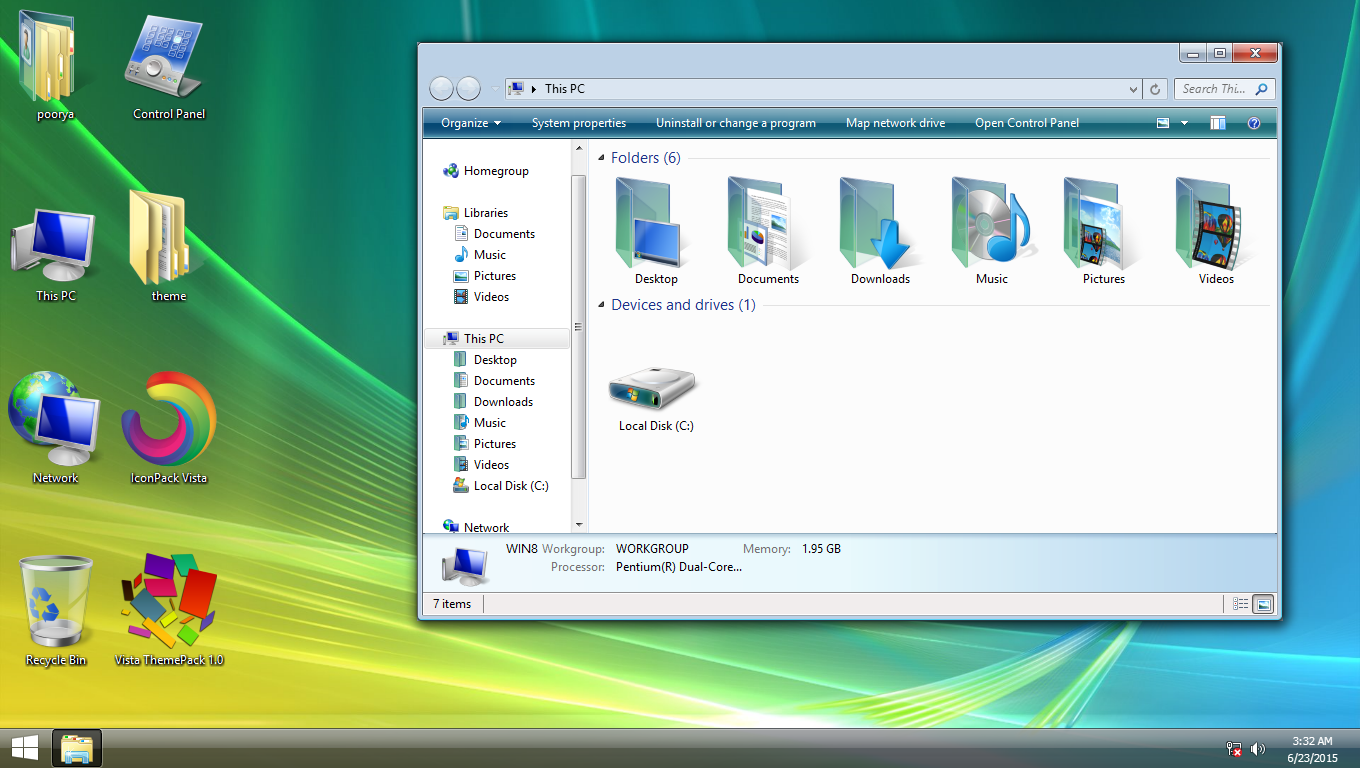 poorya
Control Panel
This PC
theme
Network
IconPack Vista
Recycle Bin
Vista ThemePack 1.0
This PC
Search Thi...
Organize
System properties
Uninstall or change a program
Map network drive
Open Control Panel
Homegroup
Libraries
Documents
Music
Pictures
Videos
This PC
Desktop
Documents
Downloads
Music
Pictures
Videos
Local Disk (C:)
Network
Folders (6)
Desktop
Documents
Downloads
Music
Pictures
Videos
Devices and drives (1)
Local Disk (C:)
WIN8 Workgroup: WORKGROUP Memory: 1.95 GB
Processor: Pentium(R) Dual-Core...
7 items
3:32 AM
6/23/2015